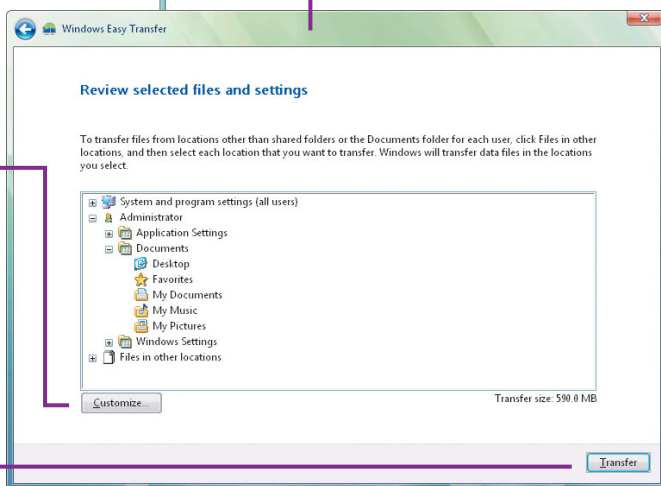 Windows Easy Transfer
Review selected files and settings
To transfer files from locations other than shared folders or the Documents folder for each user, click Files in other
locations, and then select each location that you want to transfer. Windows will transfer data files in the locations
you select.
System and program settings (all users)
Administrator
Application Settings
Documents
Desktop
Favorites
My Documents
My Music
My Pictures
Windows Settings
Files in other locations
Customize...
Transfer size: 590.0 MB
Transfer